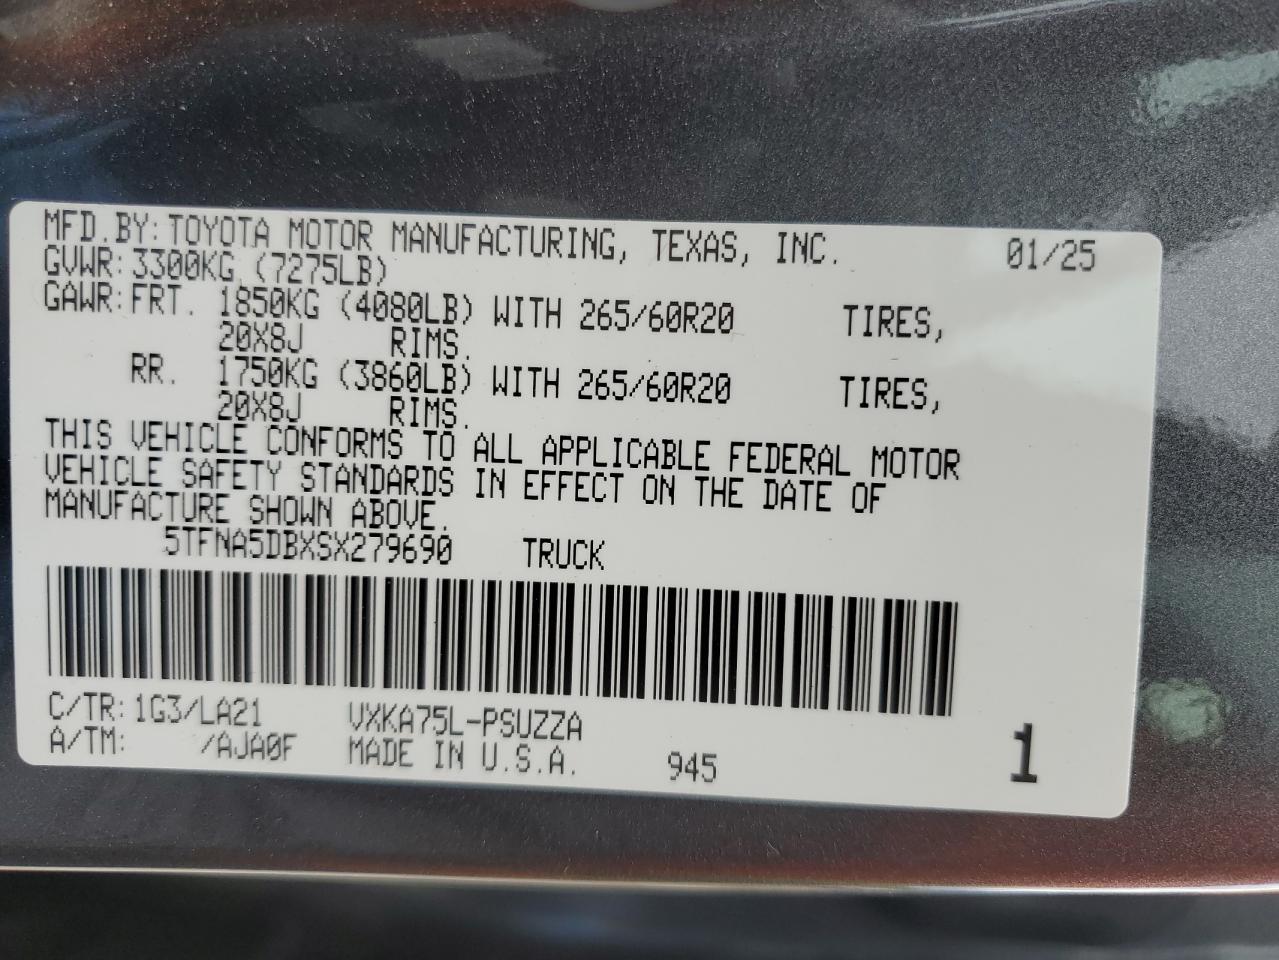 MFD. BY: TOYOTA MOTOR MANUFACTURING, TEXAS, INC. 01/25
GVWR: 3300KG (7275LB)
GAWR: FRT. 1850KG (4080LB) WITH 265/60R20 TIRES,
20X8J RIMS.
RR. 1750KG (3860LB) WITH 265/60R20 TIRES,
20X8J RIMS.
THIS VEHICLE CONFORMS TO ALL APPLICABLE FEDERAL MOTOR
VEHICLE SAFETY STANDARDS IN EFFECT ON THE DATE OF
MANUFACTURE SHOWN ABOVE.
5TFNA5DBXSX279690 TRUCK
C/TR: 1G3/LA21 VXKA75L-PSUZZA
A/TM: /AJA0F MADE IN U.S.A. 945 1